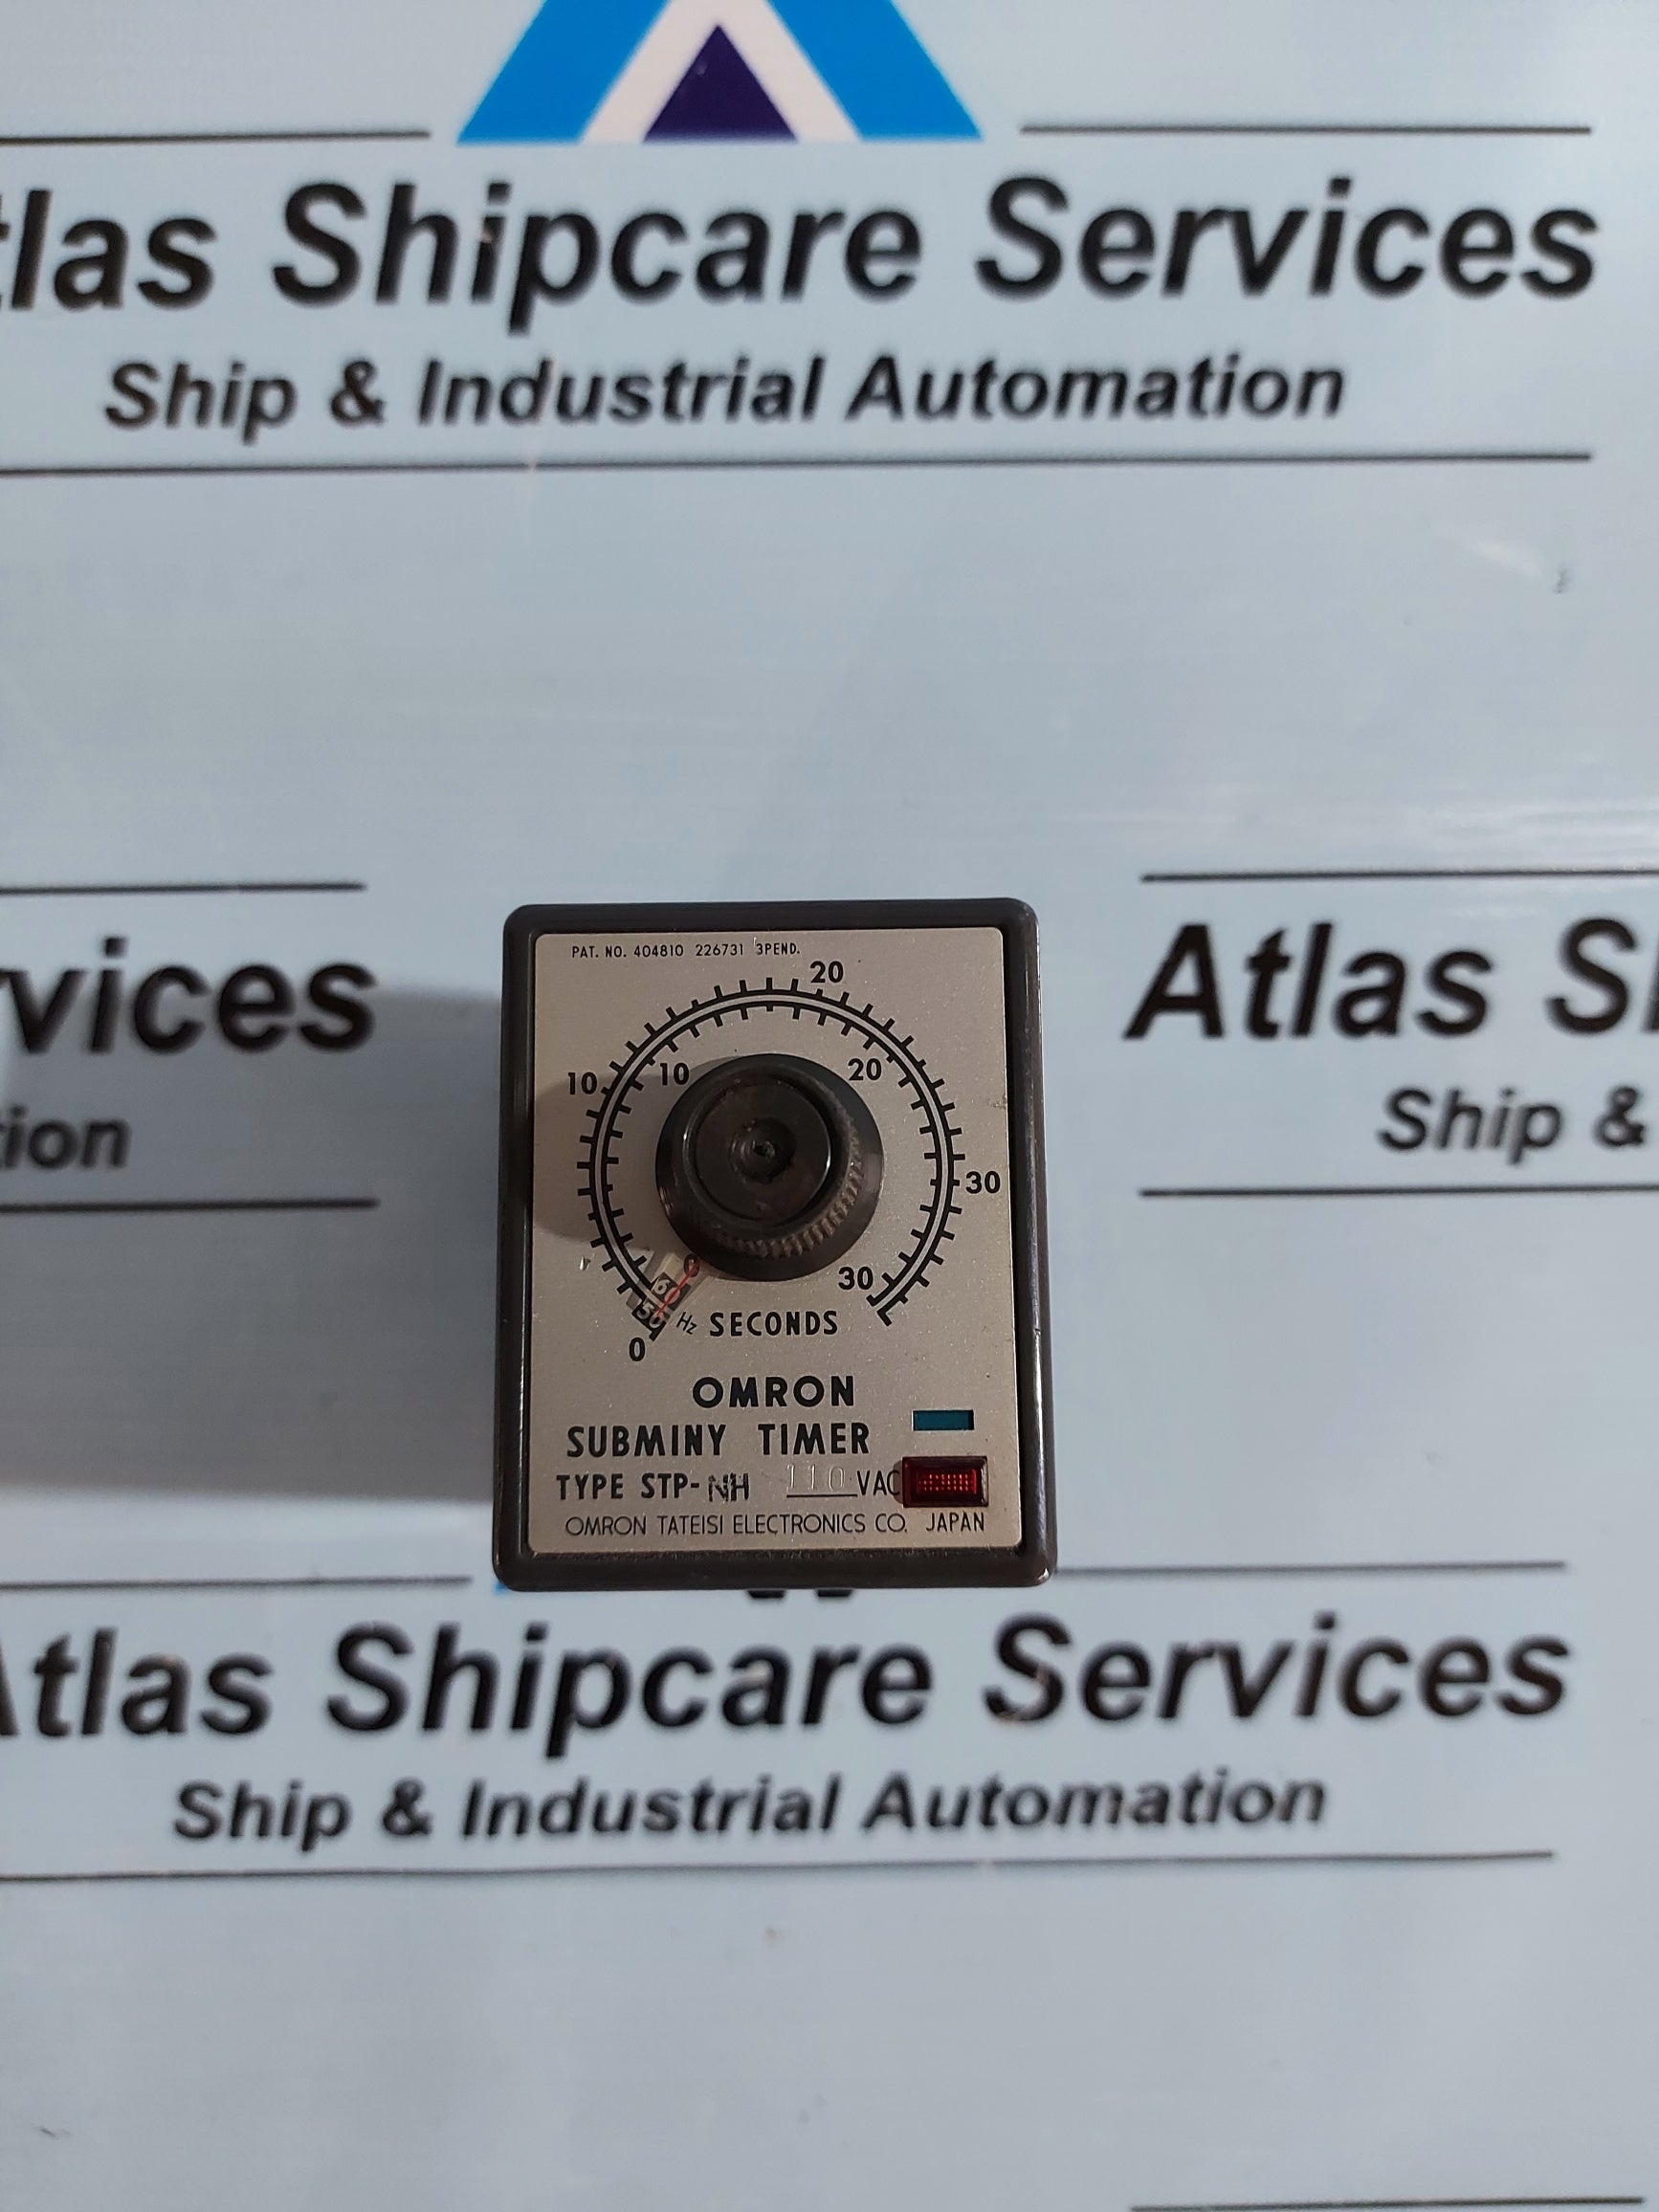 tlas Shipcare Services
Ship & Industrial Automation
vices
Atlas S
ion
Ship &
PAT. NO. 404810 226731 3PEND.
20
10
10
20
30
30
0
60
50
Hz SECONDS
0
OMRON
SUBMINY TIMER
TYPE STP-NH 110 VAC
OMRON TATEISI ELECTRONICS CO. JAPAN
Atlas Shipcare Services
Ship & Industrial Automation